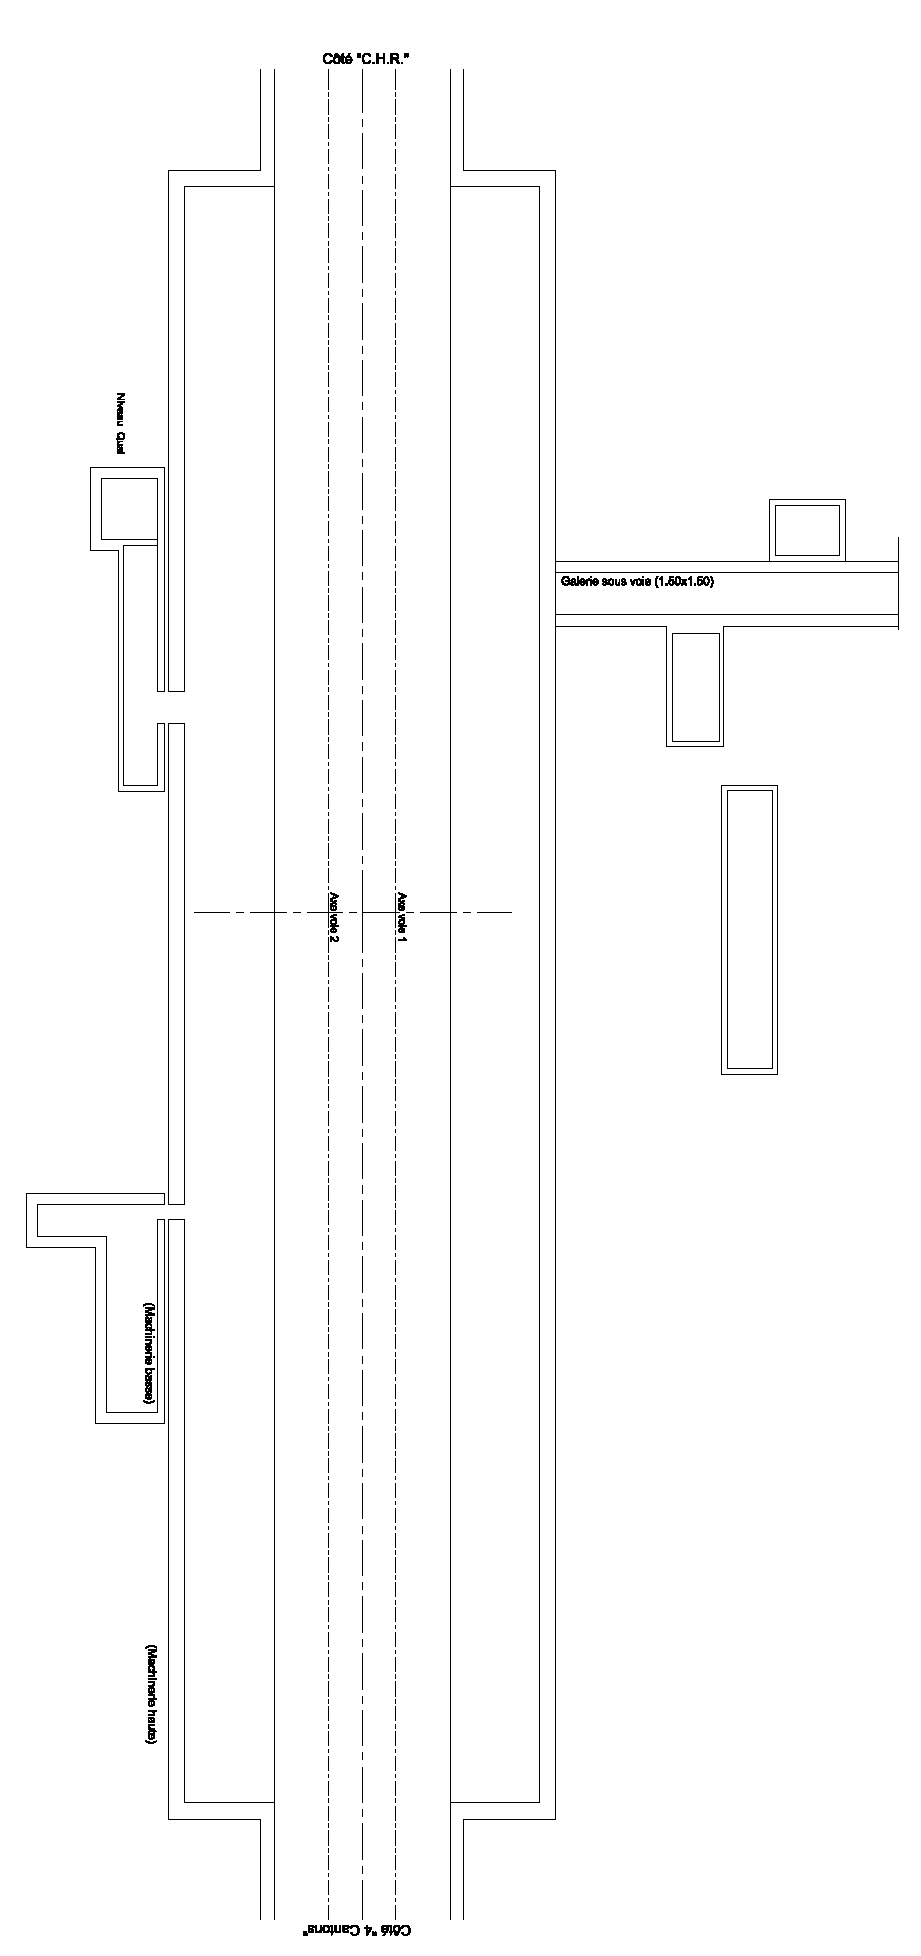 Côté "C.H.R."
Niveau Quai
Galerie sous voie (1.50x1.50)
Axe voie 2
Axe voie 1
(Machinerie basse)
(Machinerie haute)
Côté "4 Cantons"